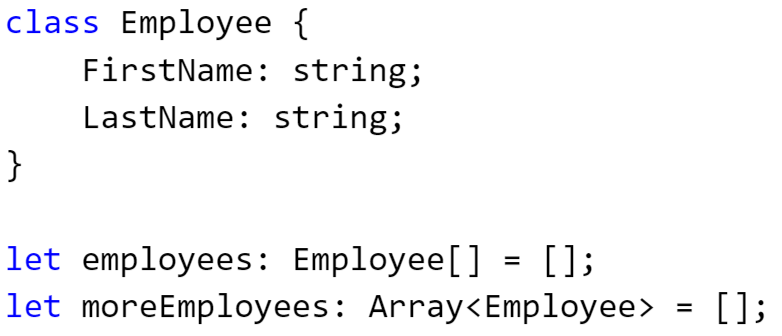 class Employee {
    FirstName: string;
    LastName: string;
}

let employees: Employee[] = [];
let moreEmployees: Array<Employee> = [];